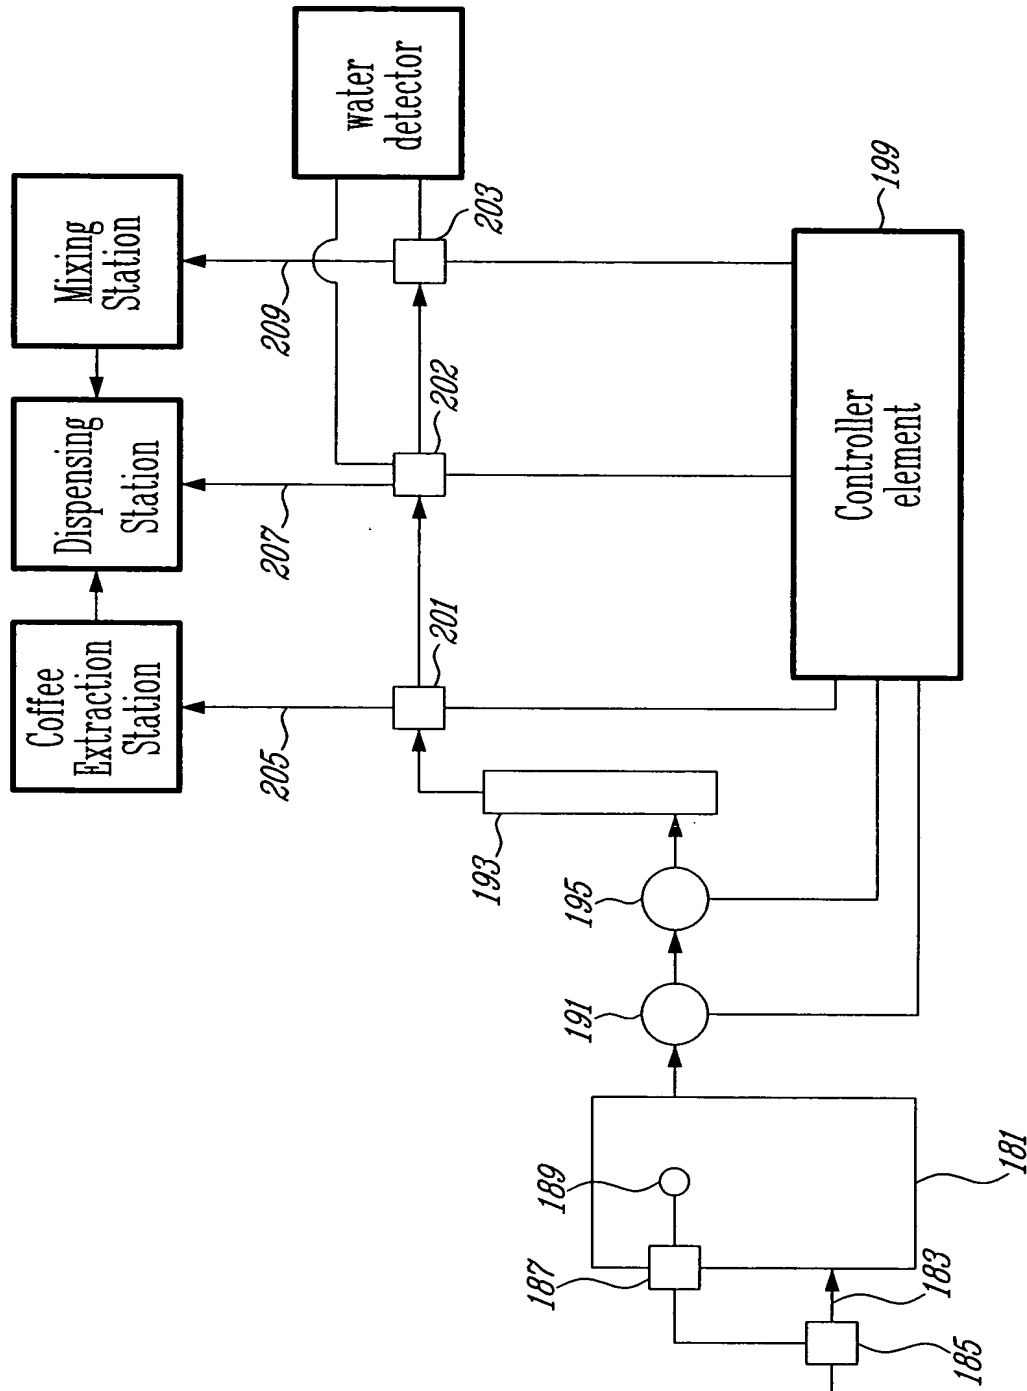 Coffee
Extraction
Station
Dispensing
Station
Mixing
Station
water
detector
205
207
209
201
202
203
193
195
191
199
Controller
element
189
187
181
183
185